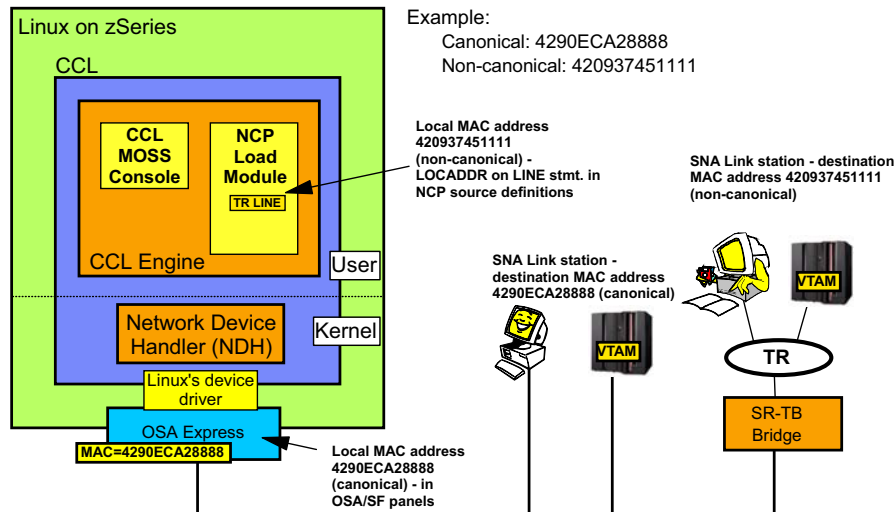 Linux on zSeries
CCL
CCL
MOSS
Console
NCP
Load
Module
TR LINE
CCL Engine
User
Network Device
Handler (NDH)
Kernel
Linux's device
driver
OSA Express
MAC=4290ECA28888
Example:
Canonical: 4290ECA28888
Non-canonical: 420937451111
Local MAC address
420937451111
(non-canonical) -
LOCADDR on LINE stmt. in
NCP source definitions
Local MAC address
4290ECA28888
(canonical) - in
OSA/SF panels
SNA Link station -
destination MAC address
4290ECA28888 (canonical)
VTAM
SNA Link station - destination
MAC address 420937451111
(non-canonical)
VTAM
TR
SR-TB
Bridge